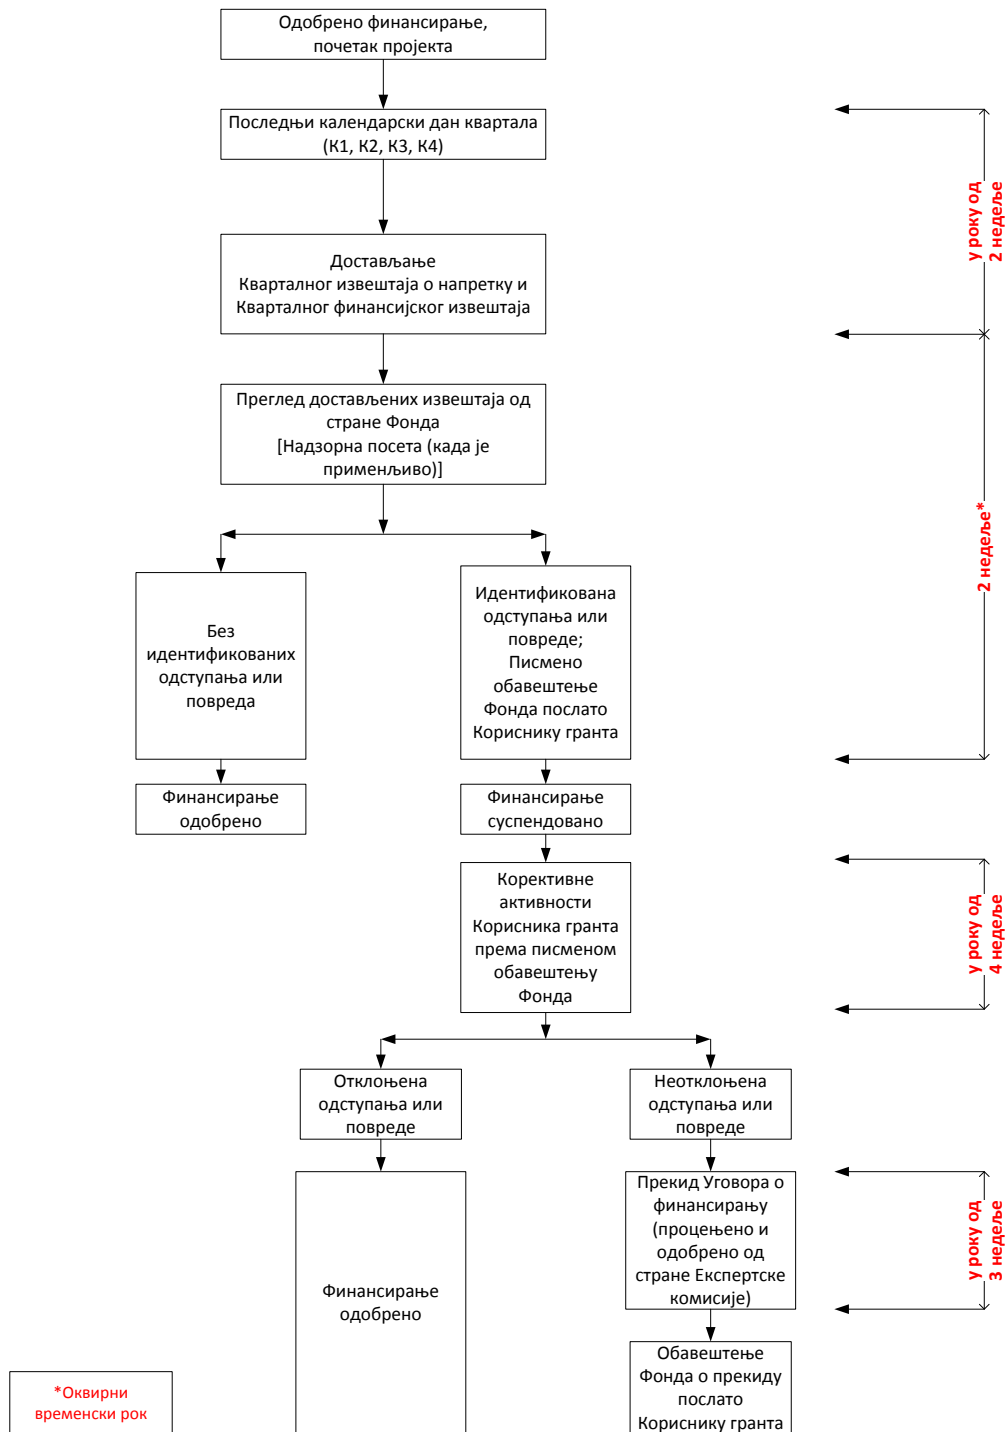 Одобрено финансирање,
почетак пројекта
Последњи календарски дан квартала
(К1, К2, К3, К4)
у року од
2 недеље
Достављање
Кварталног извештаја о напретку и
Кварталног финансијског извештаја
Преглед достављених извештаја од
стране Фонда
[Надзорна посета (када је
применљиво)]
2 недеље*
Без
идентификованих
одступања или
повреда
Идентификована
одступања или
повреде;
Писмено
обавештење
Фонда послато
Кориснику гранта
Финансирање
одобрено
Финансирање
суспендовано
Корективне
активности
Корисника гранта
према писменом
обавештењу
Фонда
у року од
4 недеље
Отклоњена
одступања или
повреде
Неотклоњена
одступања или
повреде
Финансирање
одобрено
Прекид Уговора о
финансирању
(процењено и
одобрено од
стране Експертске
комисије)
у року од
3 недеље
Обавештење
Фонда о прекиду
послато
Кориснику гранта
*Оквирни
временски рок